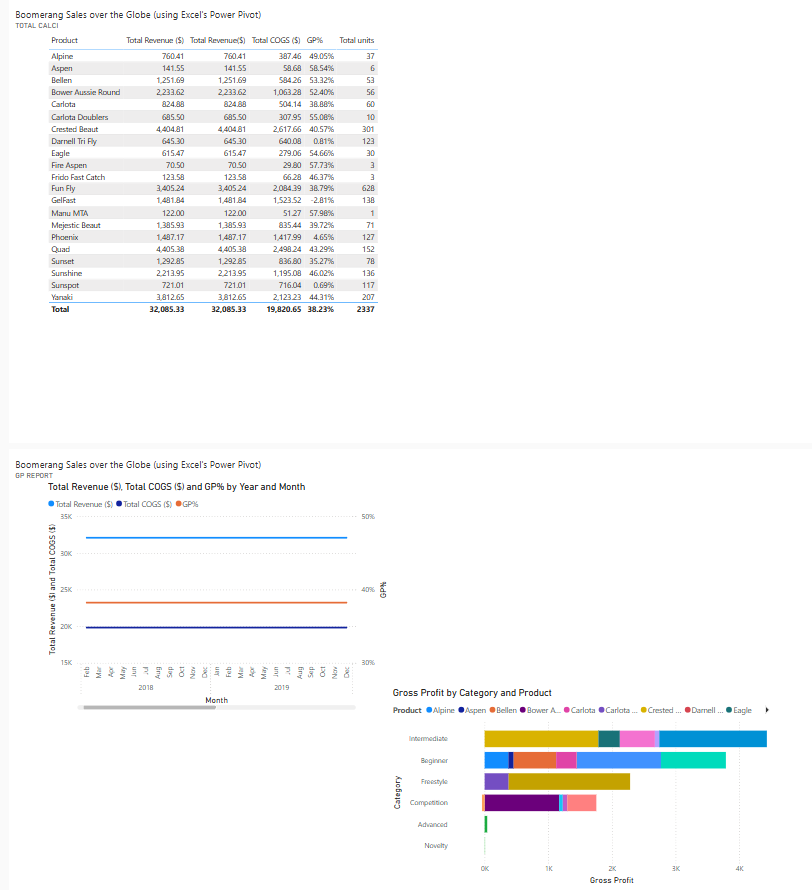 Boomerang Sales over the Globe (using Excel's Power Pivot)
TOTAL CALCI
Product Total Revenue ($) Total Revenue($) Total COGS ($) GP% Total units
Alpine 760.41 760.41 387.46 49.05% 37
Aspen 141.55 141.55 58.68 58.54% 6
Bellen 1,251.69 1,251.69 584.26 53.32% 53
Bower Aussie Round 2,233.62 2,233.62 1,063.28 52.40% 56
Carlota 824.88 824.88 504.14 38.88% 60
Carlota Doublers 685.50 685.50 307.95 55.08% 10
Crested Beaut 4,404.81 4,404.81 2,617.66 40.57% 301
Darnell Tri Fly 645.30 645.30 640.08 0.81% 123
Eagle 615.47 615.47 279.06 54.66% 30
Fire Aspen 70.50 70.50 29.80 57.73% 3
Frido Fast Catch 123.58 123.58 66.28 46.37% 3
Fun Fly 3,405.24 3,405.24 2,084.39 38.79% 628
GelFast 1,481.84 1,481.84 1,523.52 -2.81% 138
Manu MTA 122.00 122.00 51.27 57.98% 1
Mejestic Beaut 1,385.93 1,385.93 835.44 39.72% 71
Phoenix 1,487.17 1,487.17 1,417.99 4.65% 127
Quad 4,405.38 4,405.38 2,498.24 43.29% 152
Sunset 1,292.85 1,292.85 836.80 35.27% 78
Sunshine 2,213.95 2,213.95 1,195.08 46.02% 136
Sunspot 721.01 721.01 716.04 0.69% 117
Yanaki 3,812.65 3,812.65 2,123.23 44.31% 207
Total 32,085.33 32,085.33 19,820.65 38.23% 2337
Boomerang Sales over the Globe (using Excel's Power Pivot)
GP REPORT
Total Revenue ($), Total COGS ($) and GP% by Year and Month
Total Revenue ($) Total COGS ($) GP%
Total Revenue ($) and Total COGS ($)
35K
30K
25K
20K
15K
50%
40%
30%
GP%
Feb Mar Apr May Jun Jul Aug Sep Oct Nov Dec Jan Feb Mar Apr May Jun Jul Aug Sep Oct Nov Dec
2018 2019
Month
Gross Profit by Category and Product
Product Alpine Aspen Bellen Bower A... Carlota Carlota ... Crested ... Darnell ... Eagle
Category
Intermediate
Beginner
Freestyle
Competition
Advanced
Novelty
0K 1K 2K 3K 4K
Gross Profit